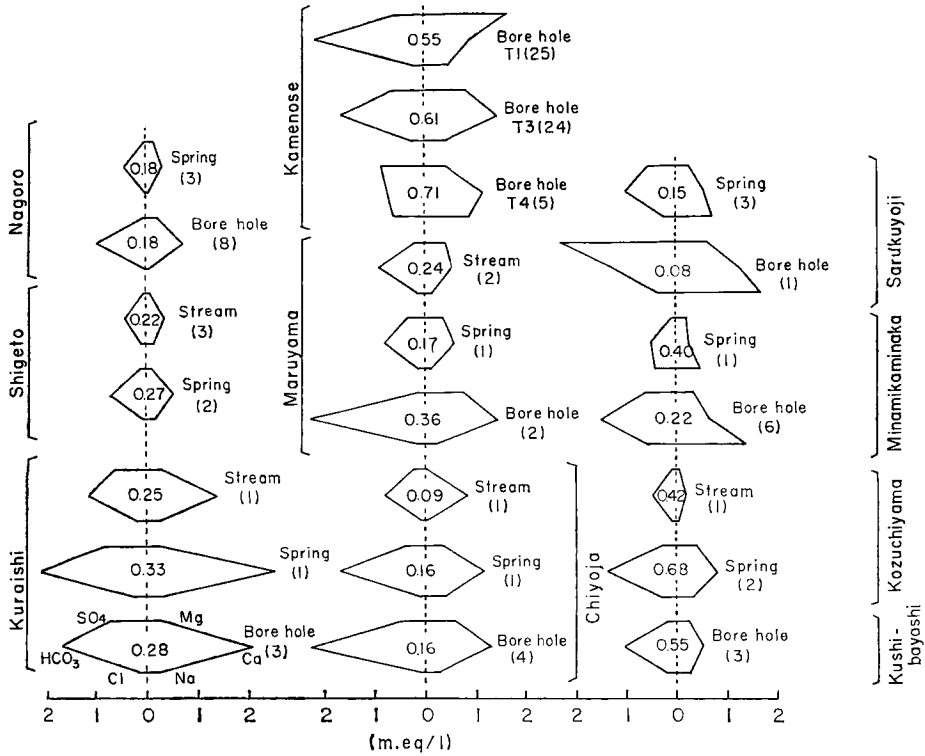 Nagoro
0.18
Spring
(3)
0.18
Bore hole
(8)
Shigeto
0.22
Stream
(3)
0.27
Spring
(2)
Kuraishi
0.25
Stream
(1)
0.33
Spring
(1)
SO4
Mg
HCO3
0.28
Bore hole
Ca
(3)
Cl
Na
Kamenose
0.55
Bore hole
T1(25)
0.61
Bore hole
T3(24)
0.71
Bore hole
T4(5)
Maruyama
0.24
Stream
(2)
0.17
Spring
(1)
0.36
Bore hole
(2)
Chiyoja
0.09
Stream
(1)
0.16
Spring
(1)
0.16
Bore hole
(4)
Sarukuyoji
0.15
Spring
(3)
0.08
Bore hole
(1)
Minamikaminaka
0.40
Spring
(1)
0.22
Bore hole
(6)
Kozuchiyama
0.42
Stream
(1)
0.68
Spring
(2)
Kushi-
bayashi
0.55
Bore hole
(3)
2 1 0 1 2 1 0 1 2 1 0 1 2
(m.eq/l)